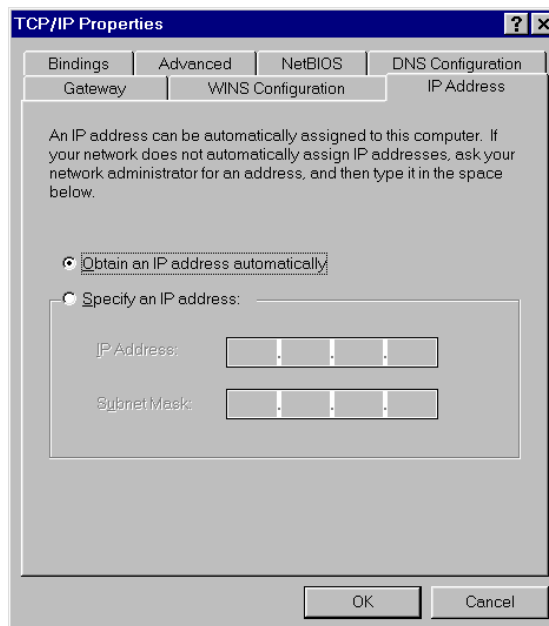 TCP/IP Properties
Bindings
Advanced
NetBIOS
DNS Configuration
Gateway
WINS Configuration
IP Address
An IP address can be automatically assigned to this computer. If
your network does not automatically assign IP addresses, ask your
network administrator for an address, and then type it in the space
below.
Obtain an IP address automatically
Specify an IP address:
IP Address:
Subnet Mask:
OK
Cancel